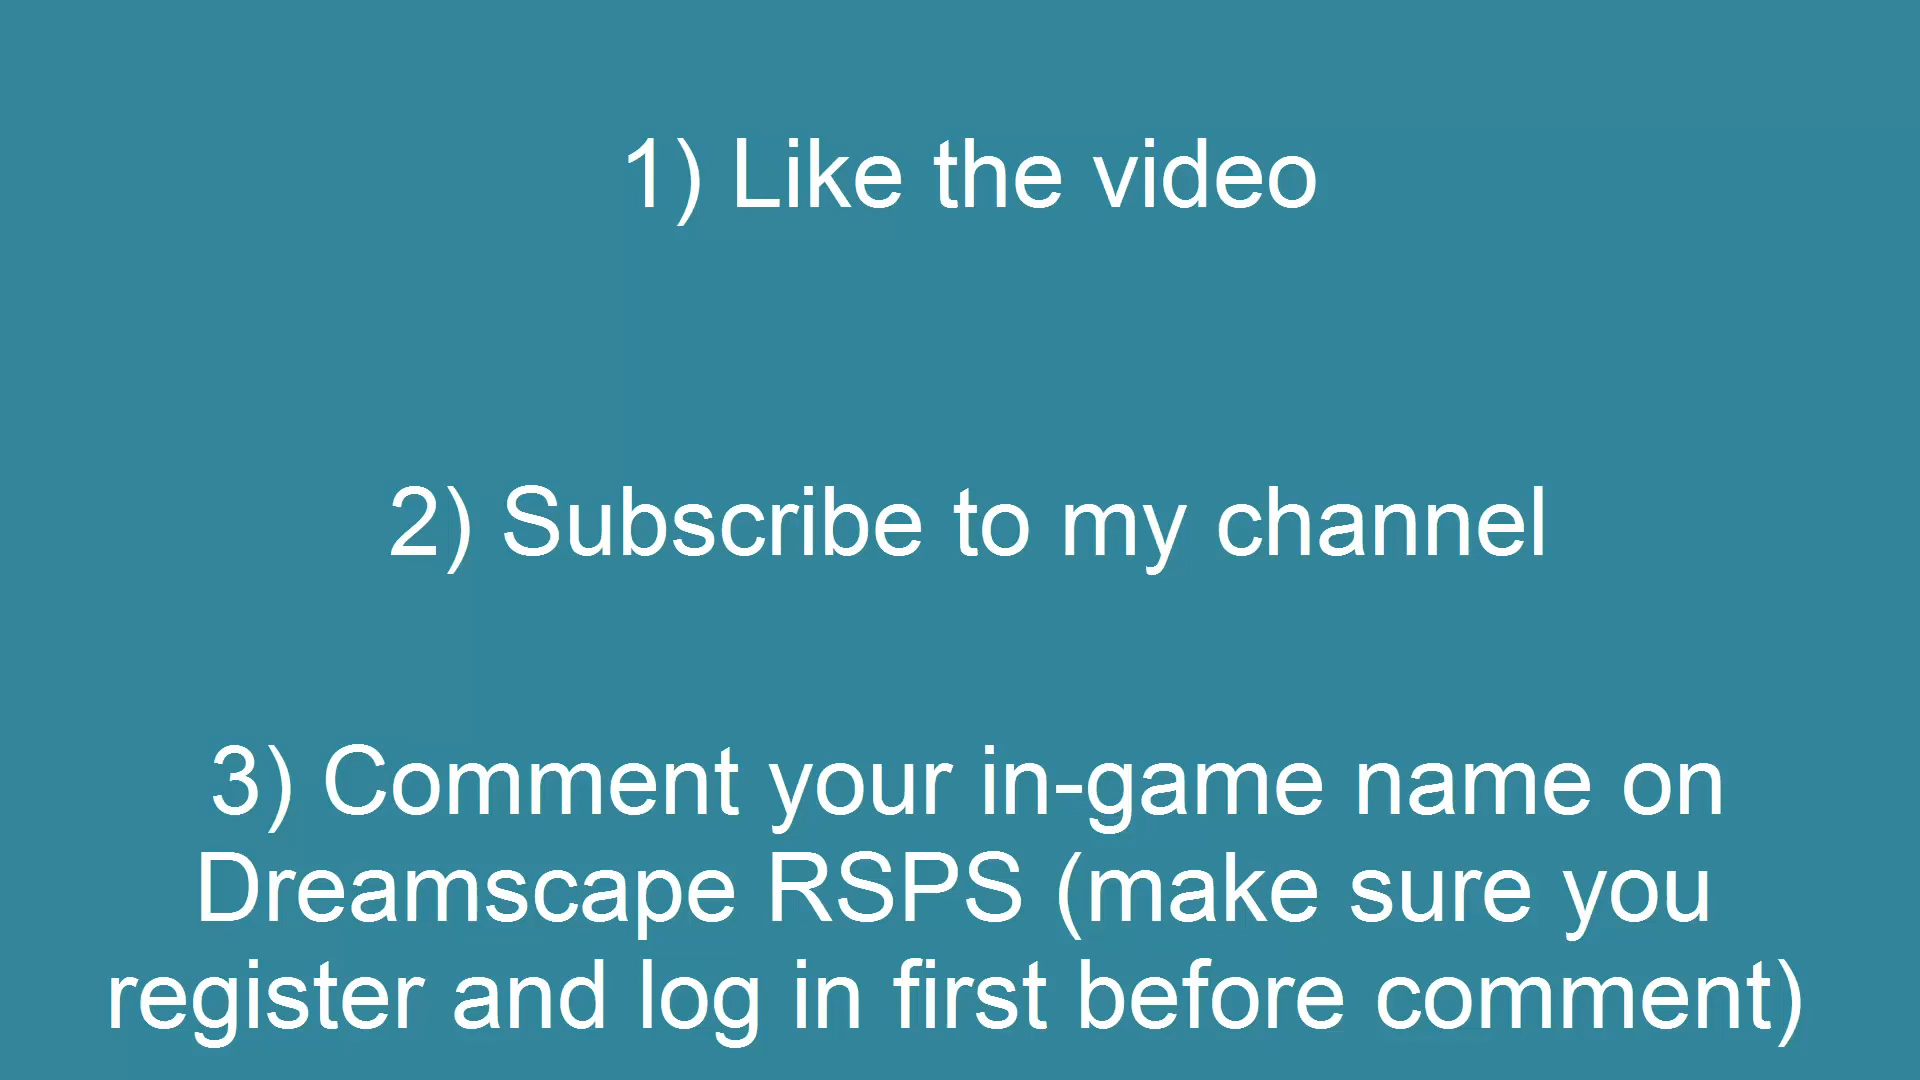 1) Like the video
2) Subscribe to my channel
3) Comment your in-game name on
Dreamscape RSPS (make sure you
register and log in first before comment)